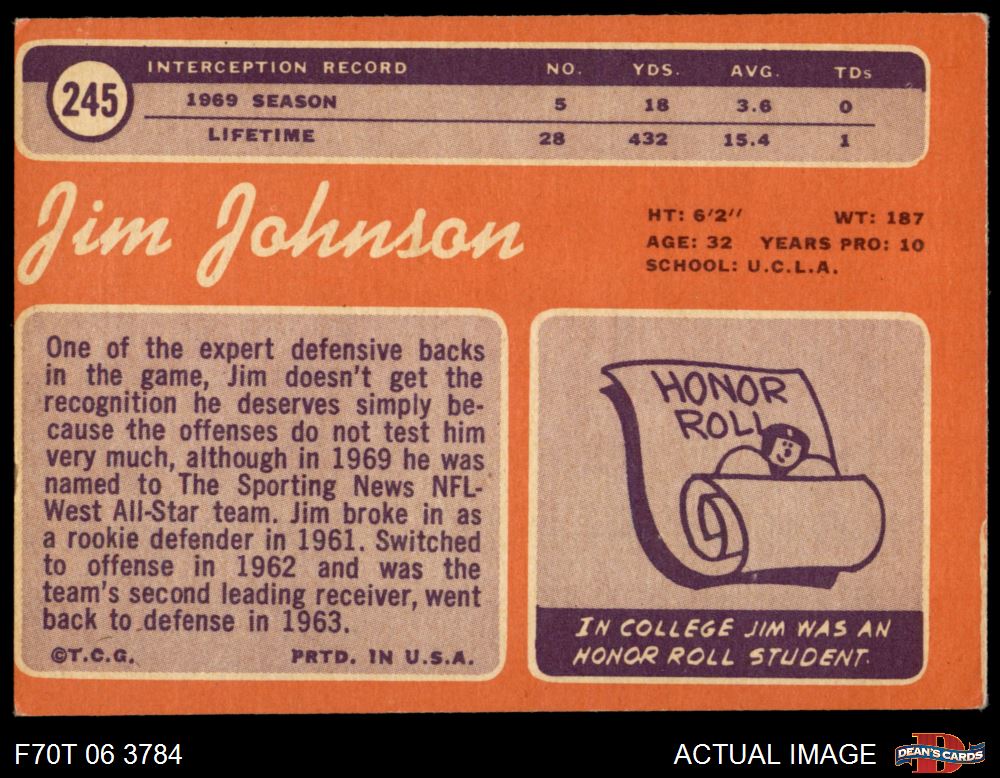 245
INTERCEPTION RECORD NO. YDS. AVG. TDs
1969 SEASON 5 18 3.6 0
LIFETIME 28 432 15.4 1
Jim Johnson
HT: 6'2'' WT: 187
AGE: 32 YEARS PRO: 10
SCHOOL: U.C.L.A.
One of the expert defensive backs
in the game, Jim doesn't get the
recognition he deserves simply be-
cause the offenses do not test him
very much, although in 1969 he was
named to The Sporting News NFL-
West All-Star team. Jim broke in as
a rookie defender in 1961. Switched
to offense in 1962 and was the
team's second leading receiver, went
back to defense in 1963.
©T.C.G. PRTD. IN U.S.A.
HONOR
ROLL
IN COLLEGE JIM WAS AN
HONOR ROLL STUDENT.
F70T 06 3784
ACTUAL IMAGE
D
DEAN'S CARDS